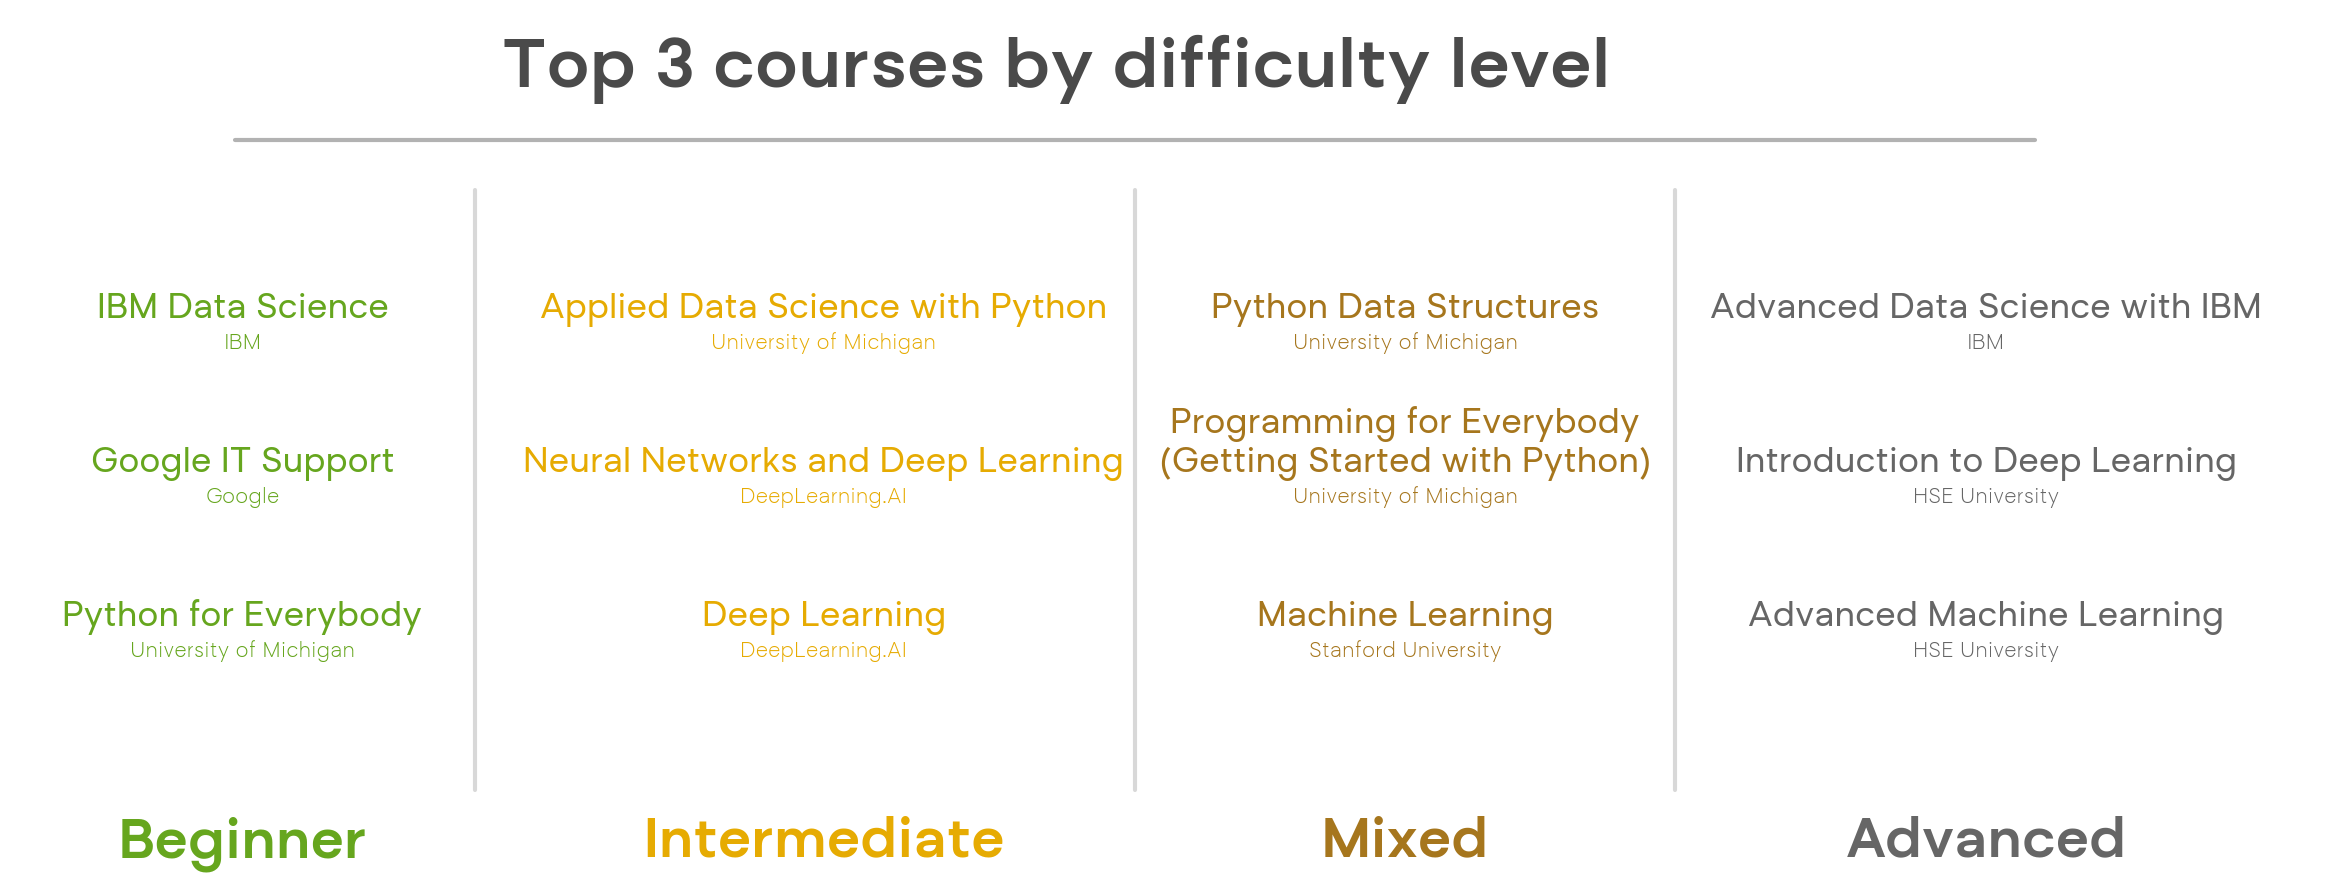 Top 3 courses by difficulty level
IBM Data Science
IBM
Google IT Support
Google
Python for Everybody
University of Michigan
Beginner
Applied Data Science with Python
University of Michigan
Neural Networks and Deep Learning
DeepLearning.AI
Deep Learning
DeepLearning.AI
Intermediate
Python Data Structures
University of Michigan
Programming for Everybody
(Getting Started with Python)
University of Michigan
Machine Learning
Stanford University
Mixed
Advanced Data Science with IBM
IBM
Introduction to Deep Learning
HSE University
Advanced Machine Learning
HSE University
Advanced